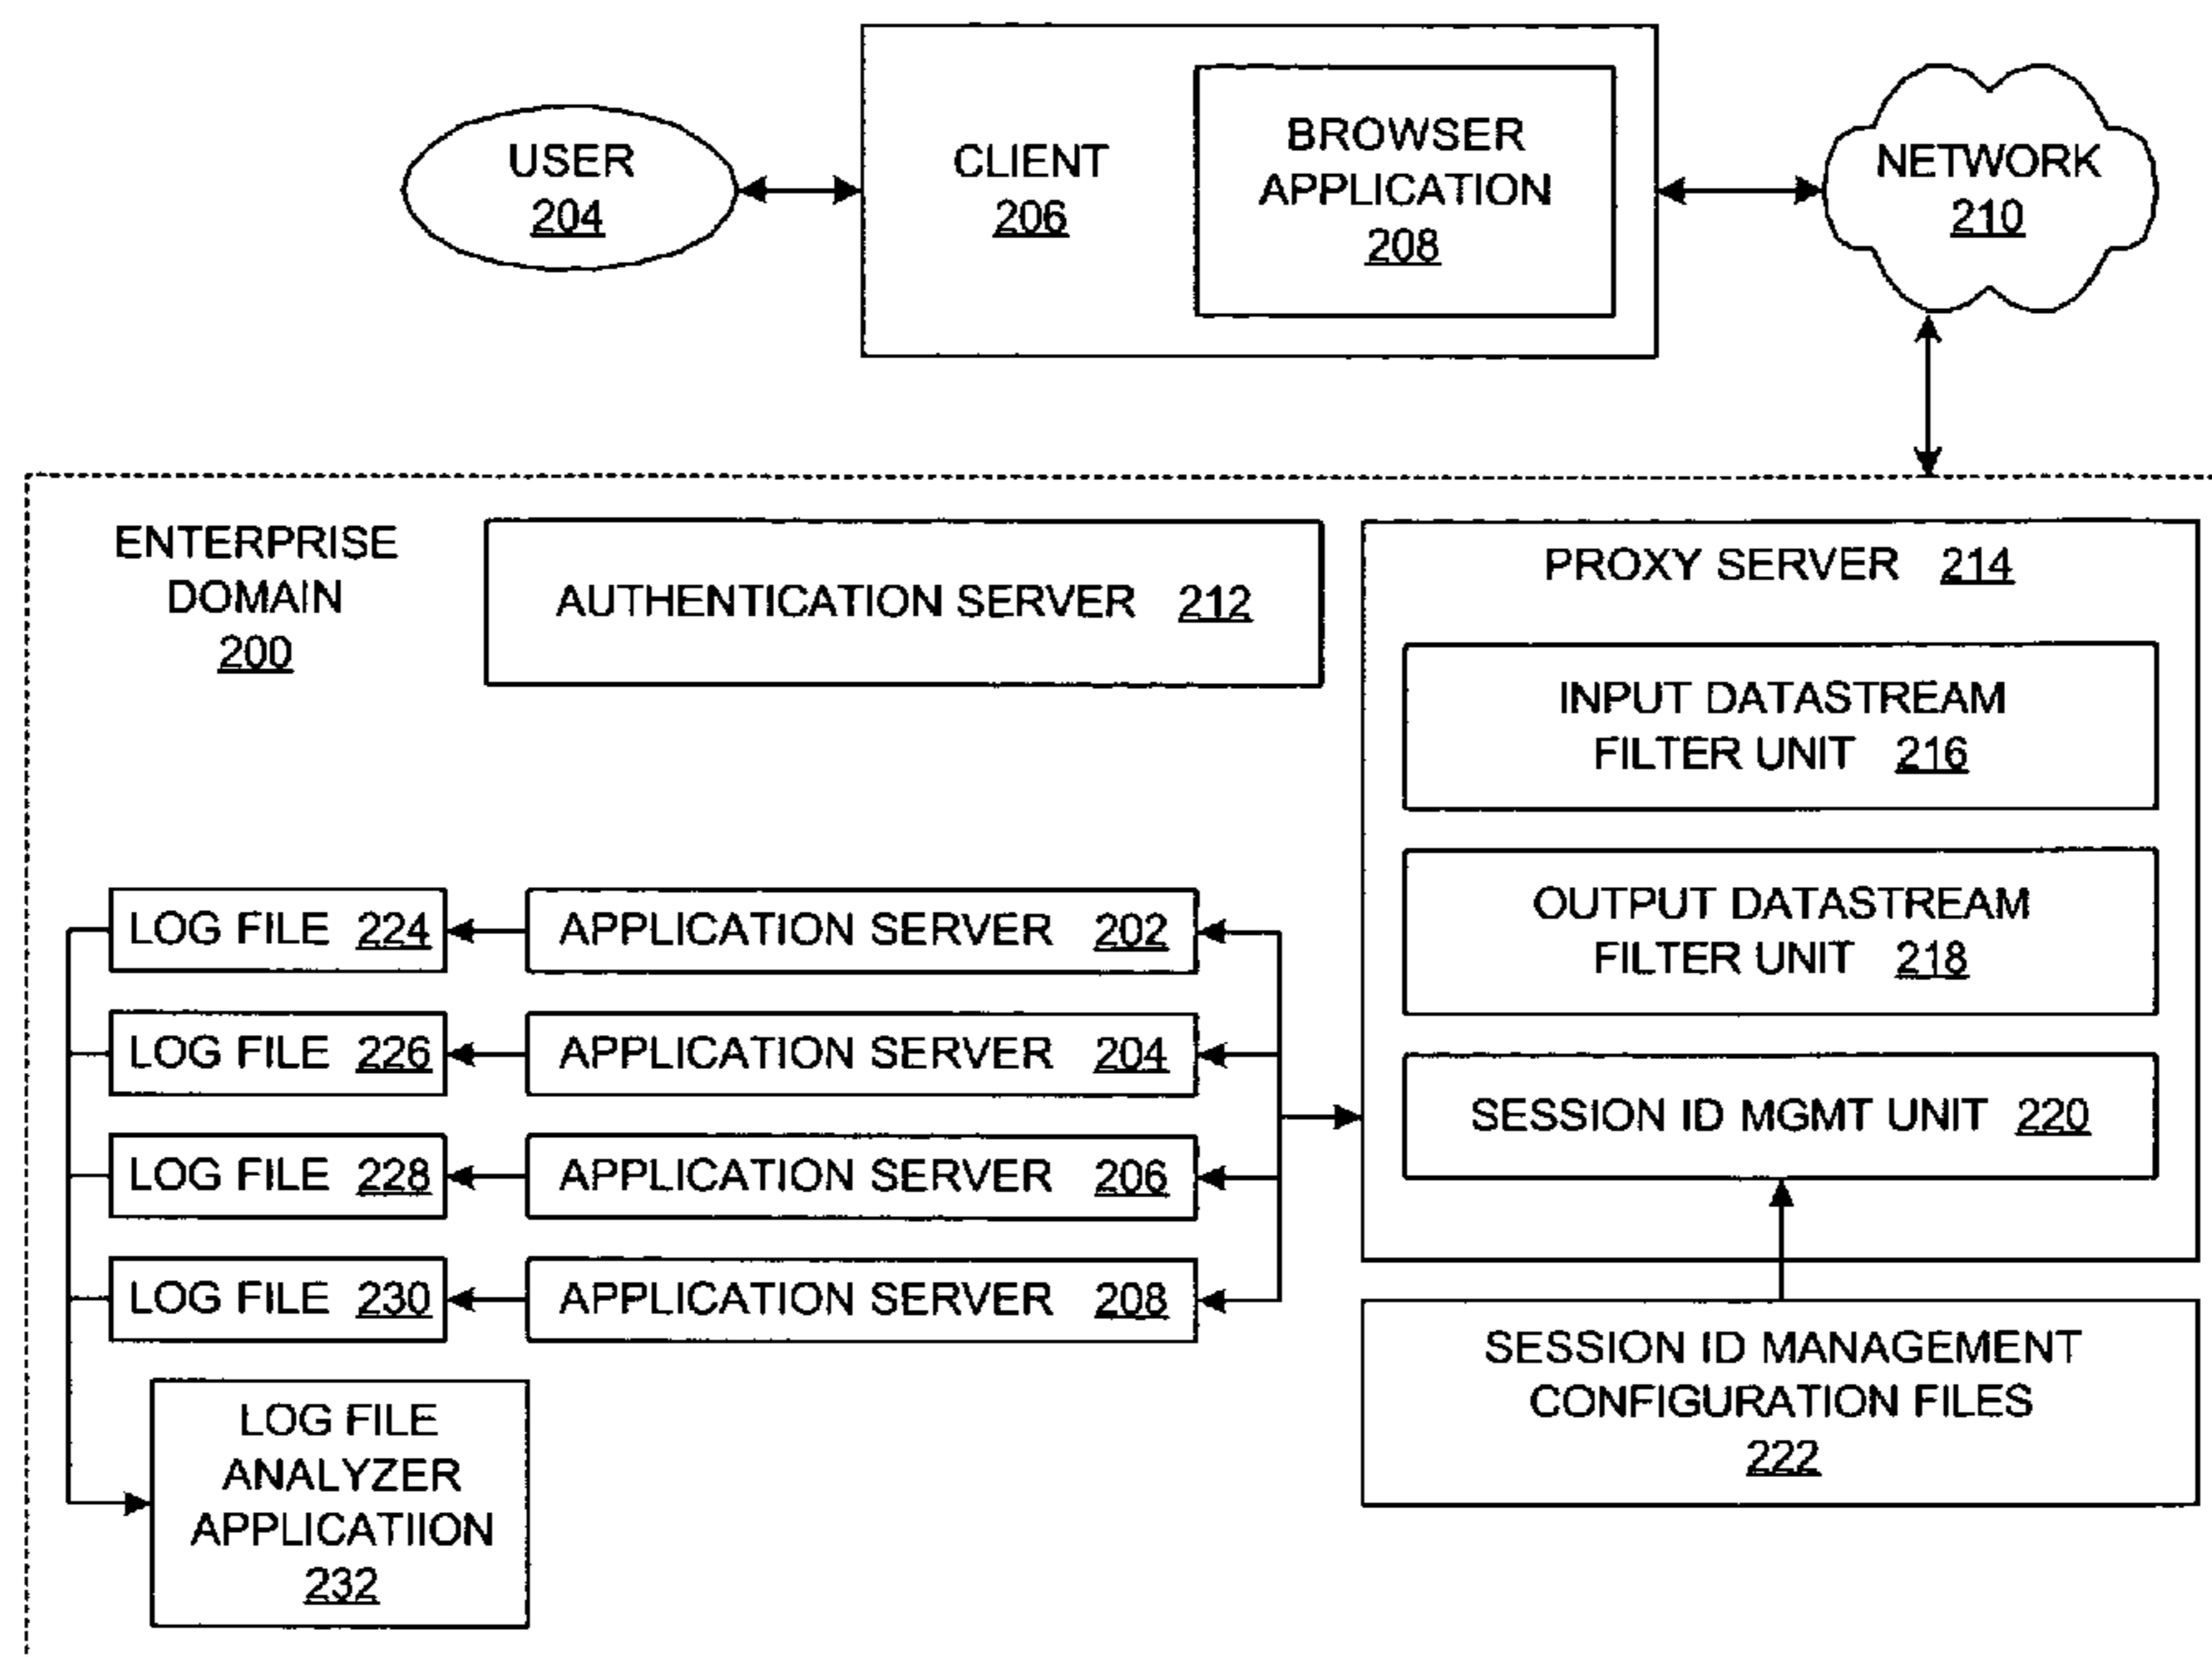 USER
204
CLIENT
206
BROWSER
APPLICATION
208
NETWORK
210
ENTERPRISE
DOMAIN
200
AUTHENTICATION SERVER 212
PROXY SERVER 214
INPUT DATASTREAM
FILTER UNIT 216
OUTPUT DATASTREAM
FILTER UNIT 218
SESSION ID MGMT UNIT 220
LOG FILE 224
APPLICATION SERVER 202
LOG FILE 226
APPLICATION SERVER 204
LOG FILE 228
APPLICATION SERVER 206
LOG FILE 230
APPLICATION SERVER 208
SESSION ID MANAGEMENT
CONFIGURATION FILES
222
LOG FILE
ANALYZER
APPLICATIION
232